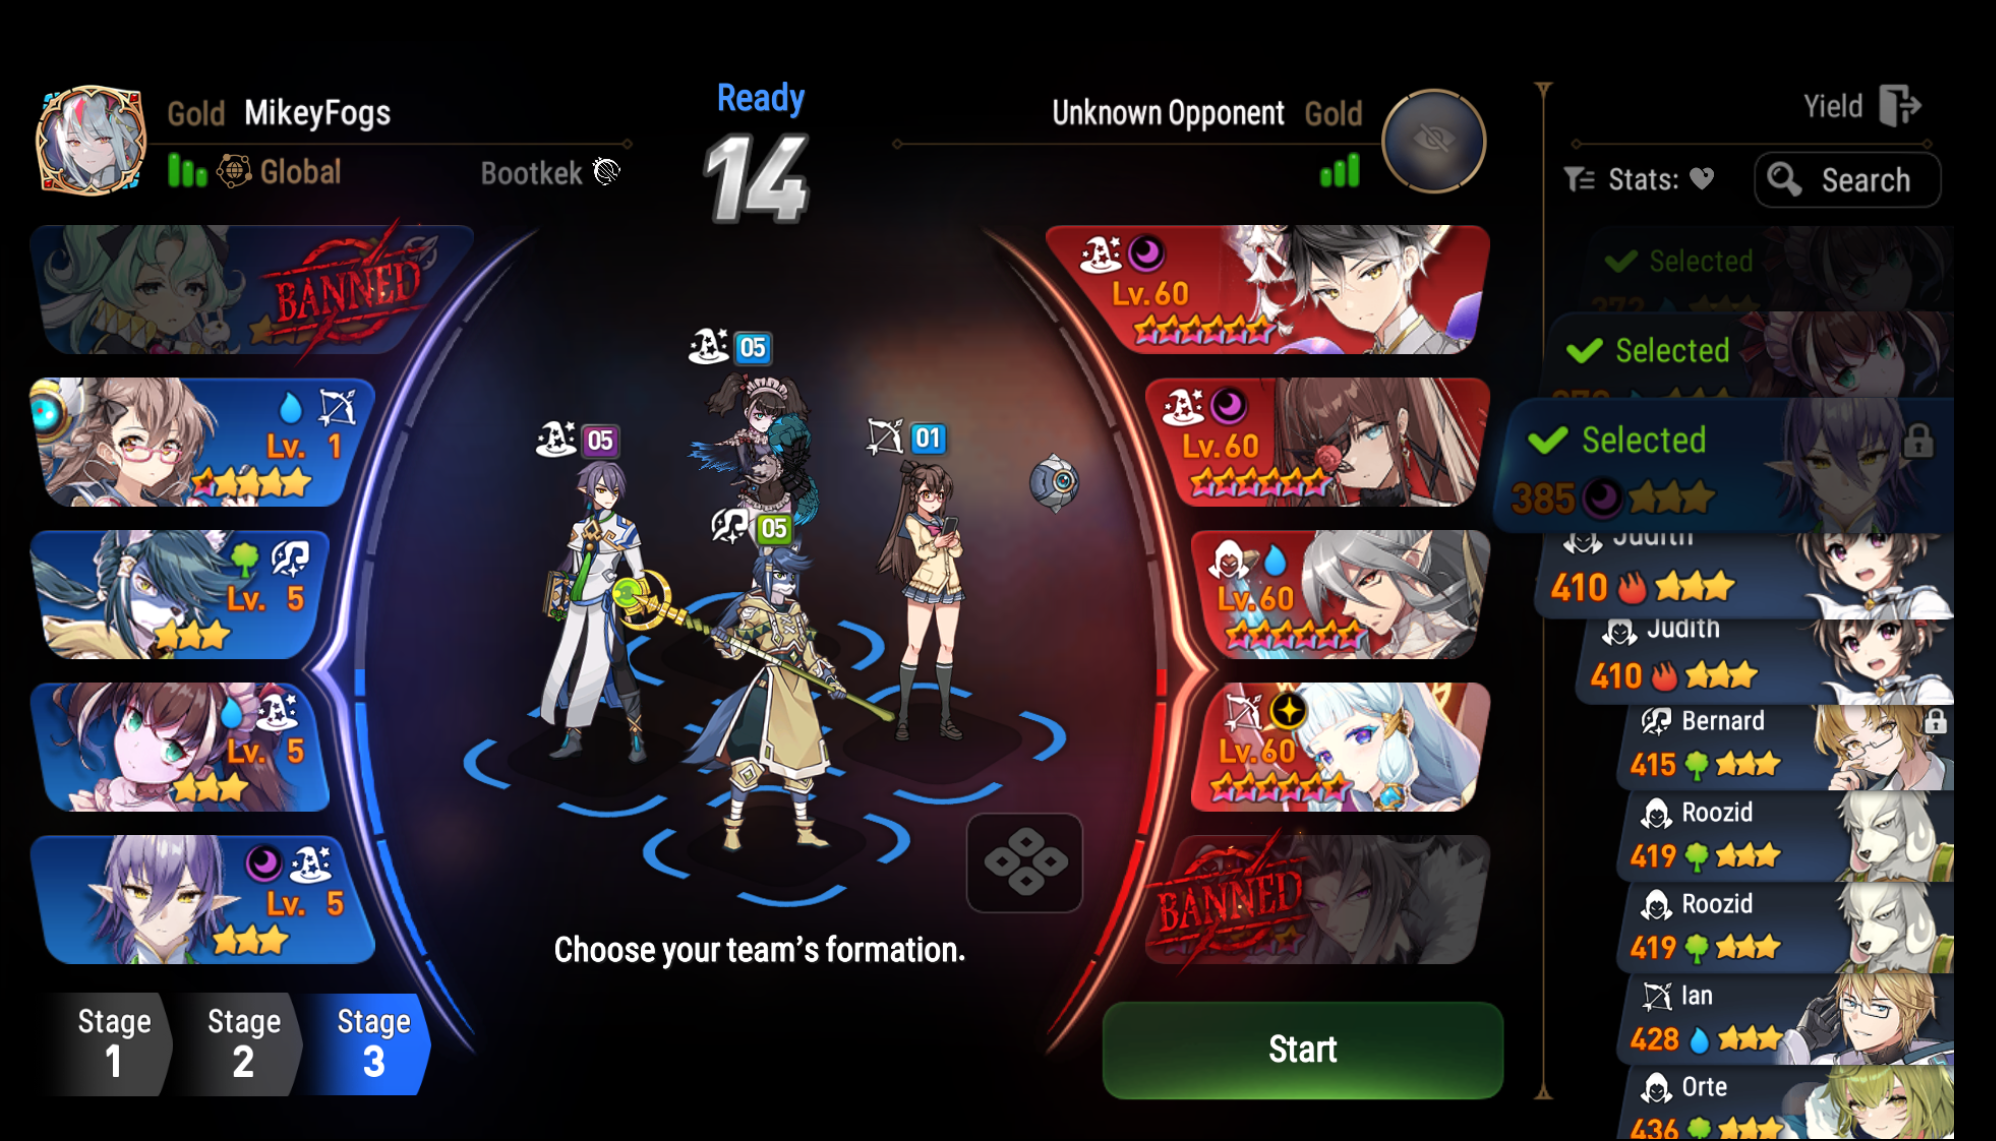 Gold MikeyFogs
Global
Bootkek
Ready
14
Unknown Opponent Gold
Yield
Stats:
Search
BANNED
Lv. 1
Lv. 5
Lv. 5
Lv. 5
05
05
05
01
Lv.60
Lv.60
Lv.60
Lv.60
BANNED
Choose your team's formation.
Stage
1
Stage
2
Stage
3
Start
Selected
Selected
Selected
385
Judith
410
Judith
410
Bernard
415
Roozid
419
Roozid
419
Ian
428
Orte
436